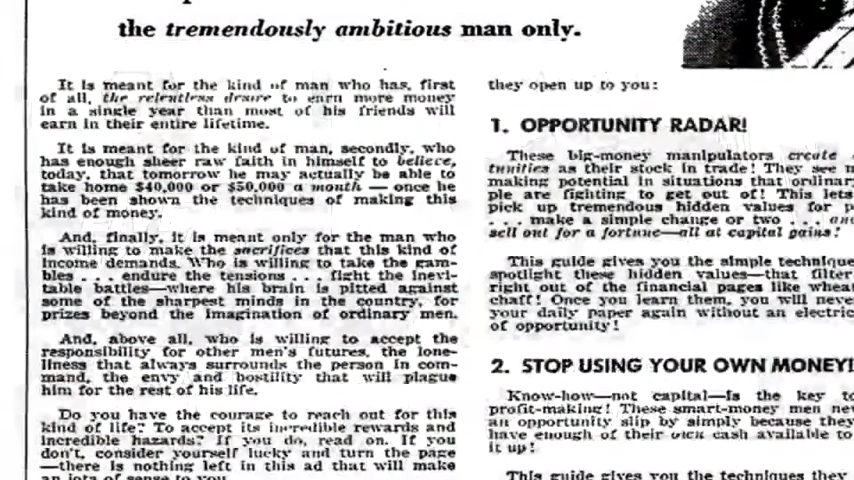 the tremendously ambitious man only.
It is meant for the kind of man who has, first
of all, the relentless desire to earn more money
in a single year than most of his friends will
earn in their entire lifetime.
It is meant for the kind of man, secondly, who
has enough sheer raw faith in himself to believe,
today, that tomorrow he may actually be able to
take home $40,000 or $50,000 a month — once he
has been shown the techniques of making this
kind of money.
And, finally, it is meant only for the man who
is willing to make the sacrifices that this kind of
income demands. Who is willing to take the gam-
bles . . . endure the tensions . . . fight the inevi-
table battles—where his brain is pitted against
some of the sharpest minds in the country, for
prizes beyond the imagination of ordinary men.
And, above all, who is willing to accept the
responsibility for other men's futures, the lone-
liness that always surrounds the person in com-
mand, the envy and hostility that will plague
him for the rest of his life.
Do you have the courage to reach out for this
kind of life? To accept its incredible rewards and
incredible hazards? If you do, read on. If you
don't, consider yourself lucky and turn the page
—there is nothing left in this ad that will make
an iota of sense to you.
they open up to you:
1. OPPORTUNITY RADAR!
These big-money manipulators create
tunities as their stock in trade! They see
making potential in situations that ordinar
ple are fighting to get out of! This lets
pick up tremendous hidden values for p
. . . make a simple change or two . . . and
sell out for a fortune—all at capital gains!
This guide gives you the simple technique
spotlight these hidden values—that filter
right out of the financial pages like wheat
chaff! Once you learn them, you will neve
your daily paper again without an electric
of opportunity!
2. STOP USING YOUR OWN MONEY!
Know-how—not capital—is the key to
profit-making! These smart-money men nev
an opportunity slip by simply because they
have enough of their own cash available to
it up!
This guide gives you the techniques they